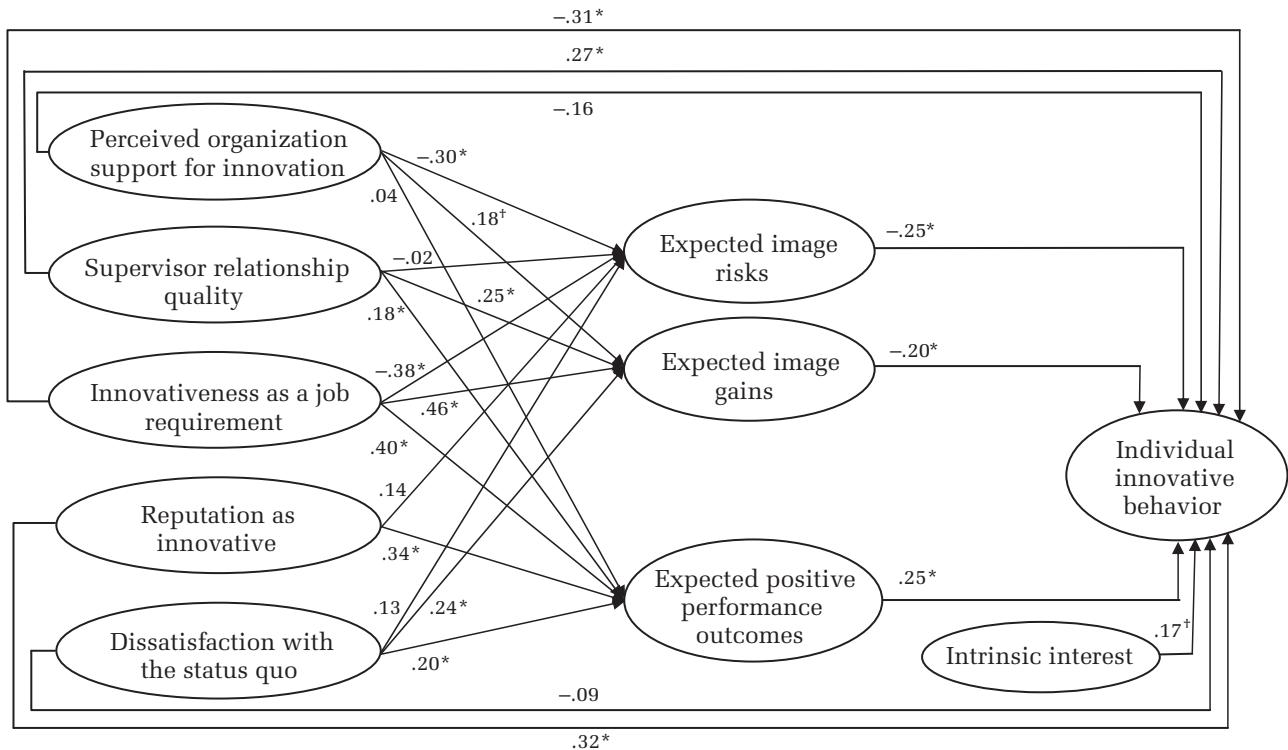 −.31*
.27*
−.16
Perceived organization
support for innovation
−.30*
.04
.18†
Supervisor relationship
quality
−.02
.25*
.18*
Expected image
risks
−.25*
Innovativeness as a job
requirement
−.38*
.46*
.40*
Expected image
gains
−.20*
Individual
innovative
behavior
Reputation as
innovative
.14
.34*
Expected positive
performance
outcomes
.25*
Dissatisfaction with
the status quo
.13
.24*
.20*
Intrinsic interest
.17†
−.09
.32*